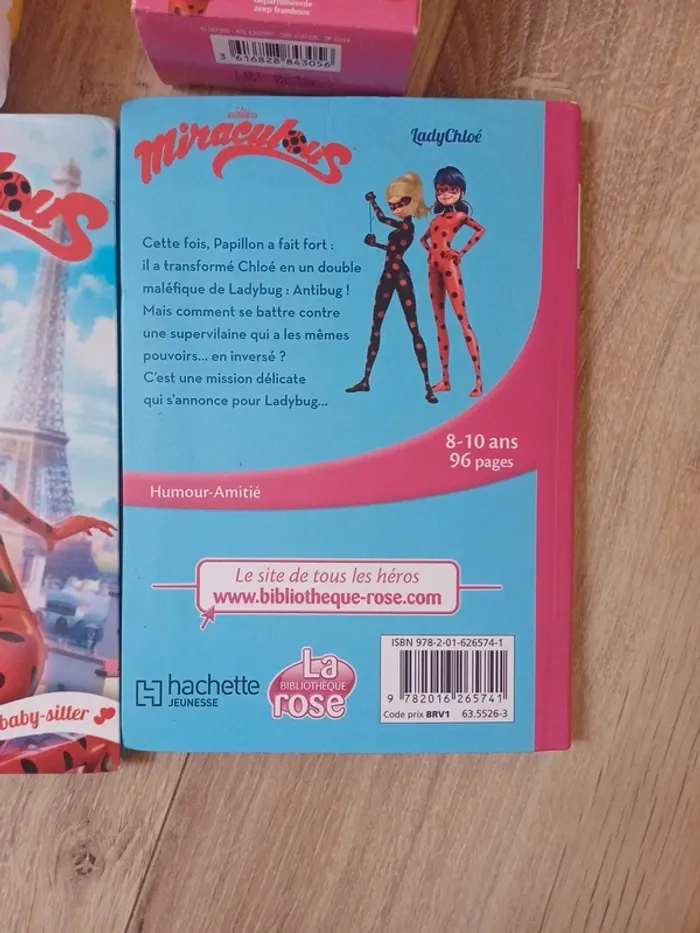 zeep framboos
3 616828 843056
Miraculous
LadyChloé
Cette fois, Papillon a fait fort :
il a transformé Chloé en un double
maléfique de Ladybug : Antibug !
Mais comment se battre contre
une supervilaine qui a les mêmes
pouvoirs... en inversé ?
C'est une mission délicate
qui s'annonce pour Ladybug...
8-10 ans
96 pages
Humour-Amitié
Le site de tous les héros
www.bibliotheque-rose.com
hachette
JEUNESSE
La
BIBLIOTHÈQUE
rose
ISBN 978-2-01-626574-1
9 782016 265741
Code prix BRV1 63.5526-3
ous
baby-sitter